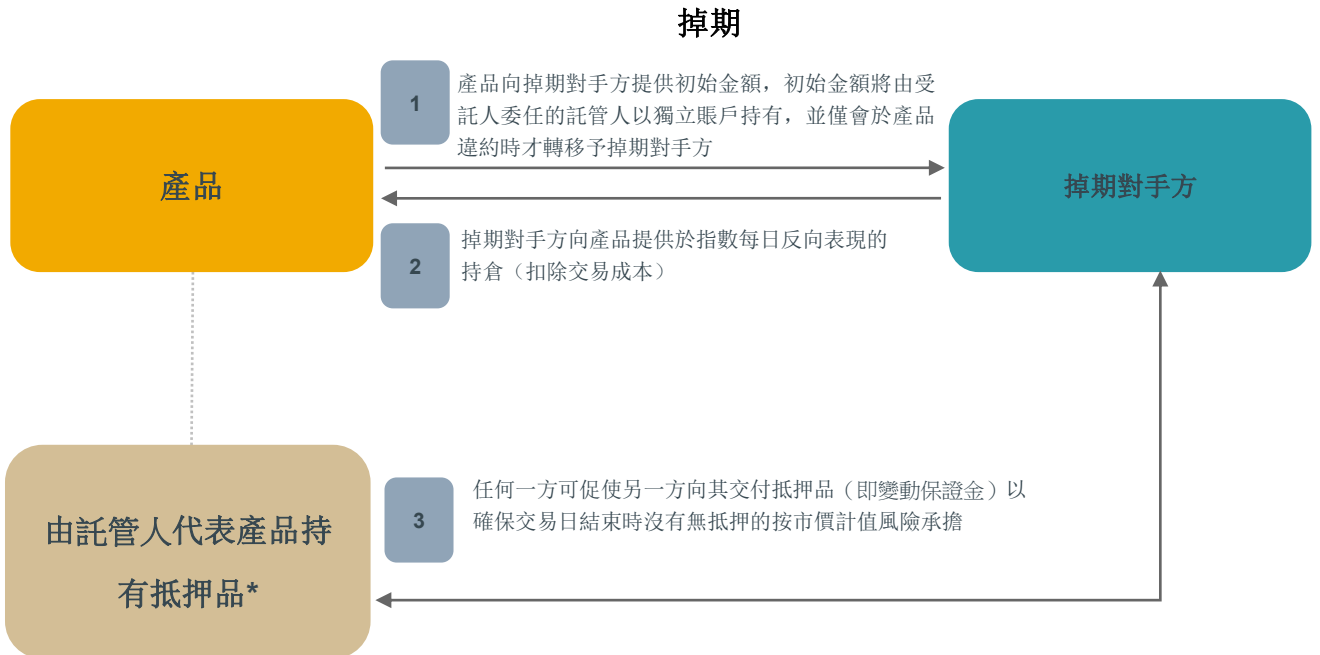 掉期
1
產品向掉期對手方提供初始金額，初始金額將由受
託人委任的託管人以獨立賬戶持有，並僅會於產品
違約時才轉移予掉期對手方
產品
掉期對手方
2
掉期對手方向產品提供於指數每日反向表現的
持倉（扣除交易成本）
由託管人代表產品持
有抵押品*
3
任何一方可促使另一方向其交付抵押品（即變動保證金）以
確保交易日結束時沒有無抵押的按市價計值風險承擔